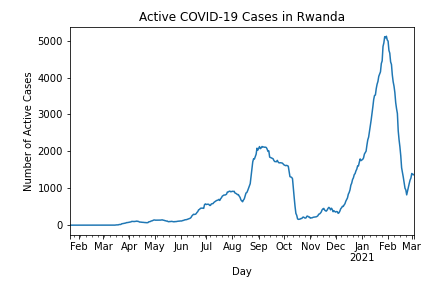 Active COVID-19 Cases in Rwanda
Number of Active Cases
5000
4000
3000
2000
1000
0
Feb Mar Apr May Jun Jul Aug Sep Oct Nov Dec Jan Feb Mar
2021
Day